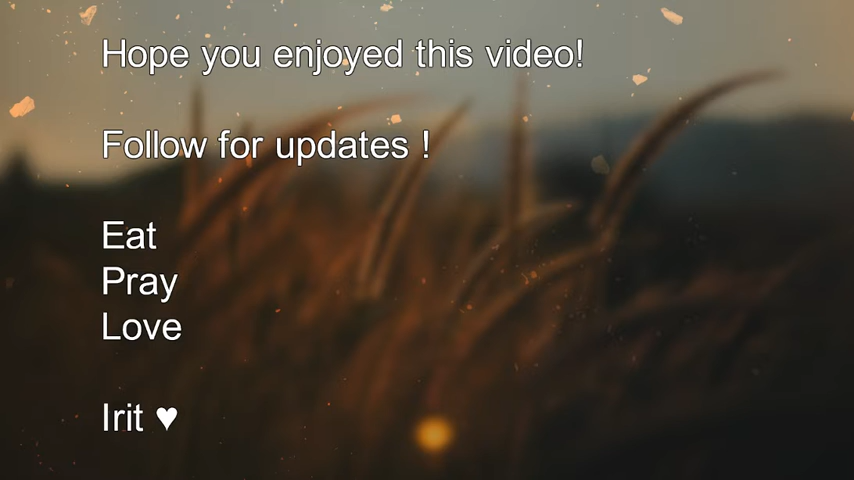 Hope you enjoyed this video!
Follow for updates !
Eat
Pray
Love
Irit ♥